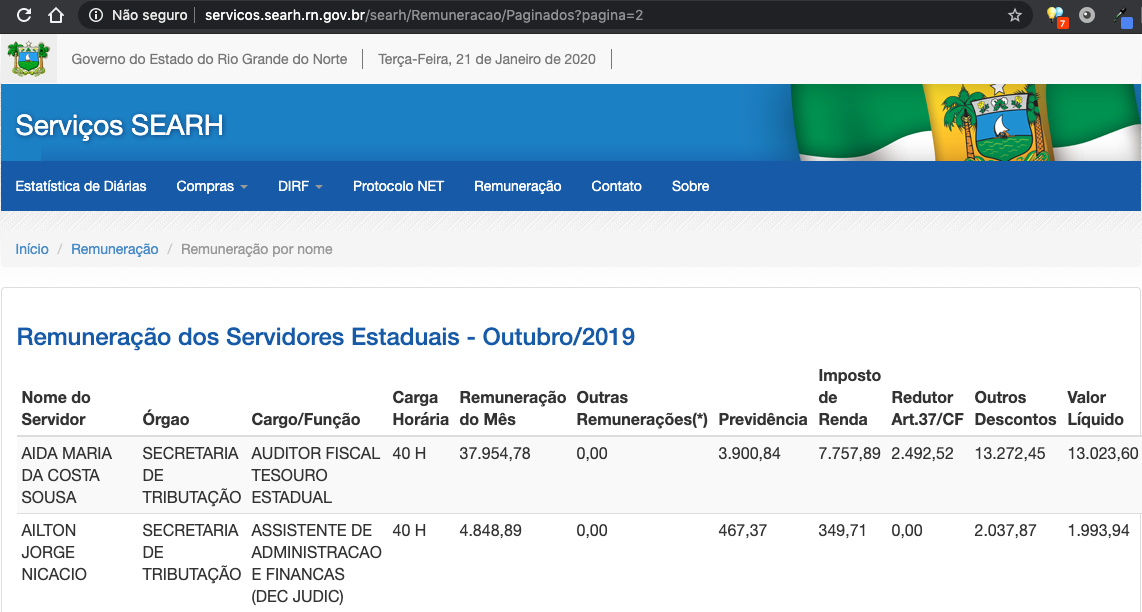 Não seguro
servicos.searh.rn.gov.br/searh/Remuneracao/Paginados?pagina=2
7
Governo do Estado do Rio Grande do Norte
Terça-Feira, 21 de Janeiro de 2020
Serviços SEARH
Estatística de Diárias Compras DIRF Protocolo NET Remuneração Contato Sobre
Início / Remuneração / Remuneração por nome
Remuneração dos Servidores Estaduais - Outubro/2019
Nome do Servidor Órgao Cargo/Função Carga Horária Remuneração do Mês Outras Remunerações(*) Previdência Imposto de Renda Redutor Art.37/CF Outros Descontos Valor Líquido
AIDA MARIA DA COSTA SOUSA SECRETARIA DE TRIBUTAÇÃO AUDITOR FISCAL TESOURO ESTADUAL 40 H 37.954,78 0,00 3.900,84 7.757,89 2.492,52 13.272,45 13.023,60
AILTON JORGE NICACIO SECRETARIA DE TRIBUTAÇÃO ASSISTENTE DE ADMINISTRACAO E FINANCAS (DEC JUDIC) 40 H 4.848,89 0,00 467,37 349,71 0,00 2.037,87 1.993,94